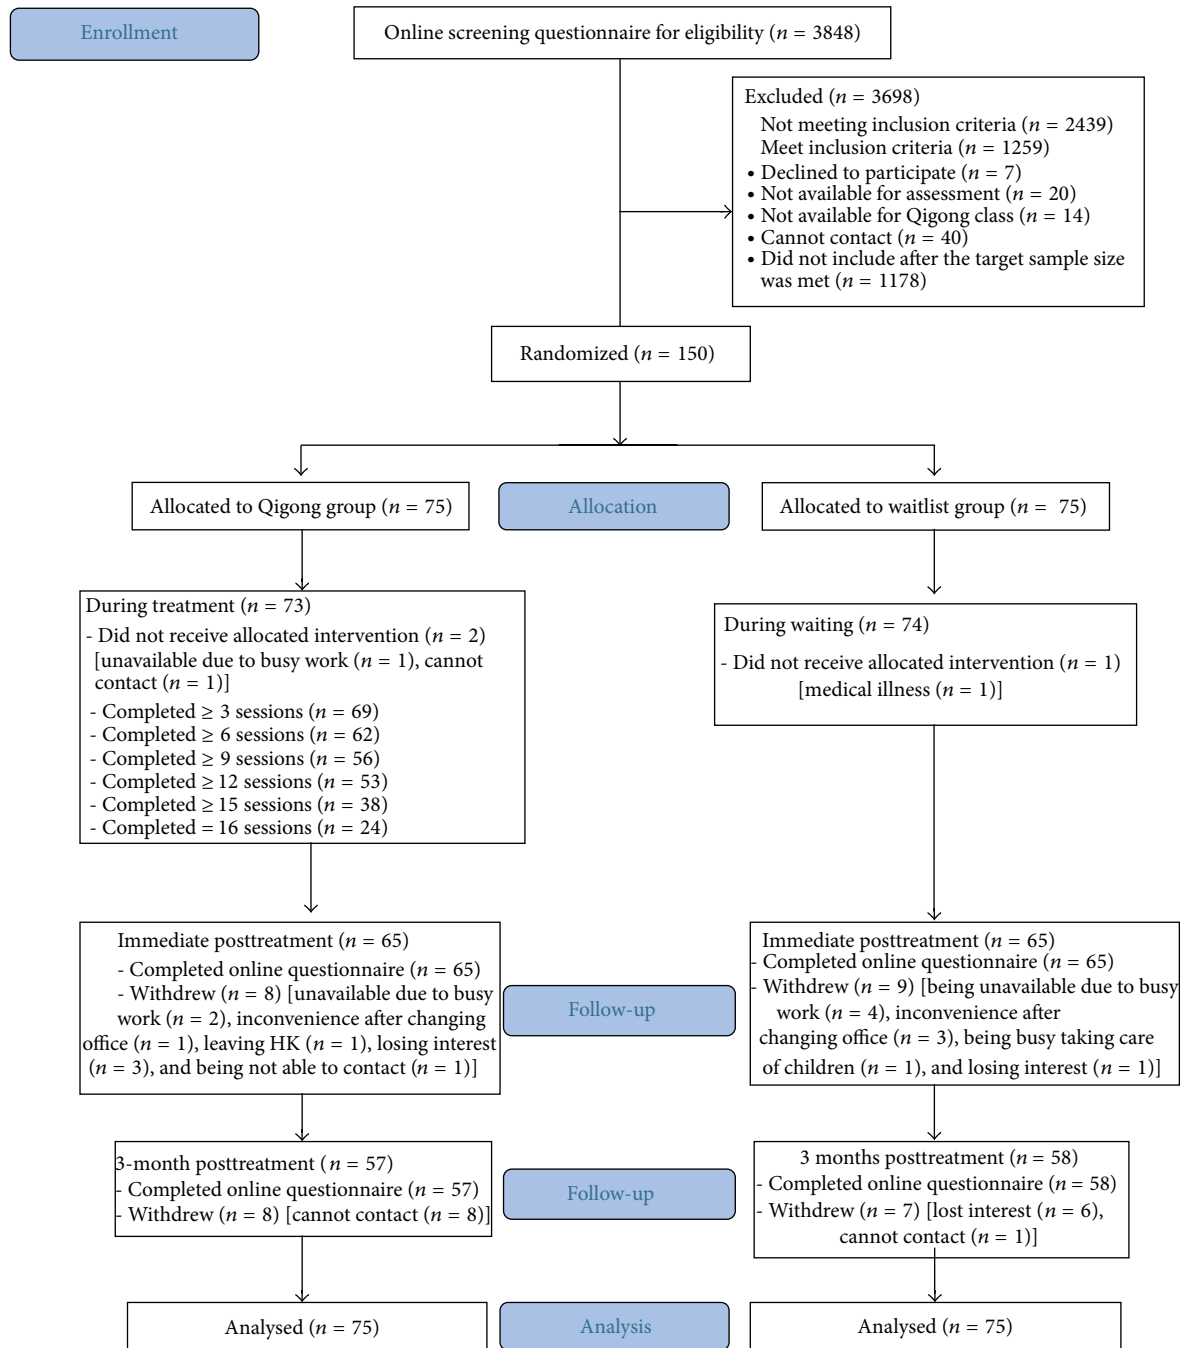 Enrollment
Online screening questionnaire for eligibility (n = 3848)
Excluded (n = 3698)
Not meeting inclusion criteria (n = 2439)
Meet inclusion criteria (n = 1259)
• Declined to participate (n = 7)
• Not available for assessment (n = 20)
• Not available for Qigong class (n = 14)
• Cannot contact (n = 40)
• Did not include after the target sample size
was met (n = 1178)
Randomized (n = 150)
Allocated to Qigong group (n = 75)
Allocation
Allocated to waitlist group (n = 75)
During treatment (n = 73)
- Did not receive allocated intervention (n = 2)
[unavailable due to busy work (n = 1), cannot
contact (n = 1)]
- Completed ≥ 3 sessions (n = 69)
- Completed ≥ 6 sessions (n = 62)
- Completed ≥ 9 sessions (n = 56)
- Completed ≥ 12 sessions (n = 53)
- Completed ≥ 15 sessions (n = 38)
- Completed = 16 sessions (n = 24)
During waiting (n = 74)
- Did not receive allocated intervention (n = 1)
[medical illness (n = 1)]
Immediate posttreatment (n = 65)
- Completed online questionnaire (n = 65)
- Withdrew (n = 8) [unavailable due to busy
work (n = 2), inconvenience after changing
office (n = 1), leaving HK (n = 1), losing interest
(n = 3), and being not able to contact (n = 1)]
Follow-up
Immediate posttreatment (n = 65)
- Completed online questionnaire (n = 65)
- Withdrew (n = 9) [being unavailable due to busy
work (n = 4), inconvenience after
changing office (n = 3), being busy taking care
of children (n = 1), and losing interest (n = 1)]
3-month posttreatment (n = 57)
- Completed online questionnaire (n = 57)
- Withdrew (n = 8) [cannot contact (n = 8)]
Follow-up
3 months posttreatment (n = 58)
- Completed online questionnaire (n = 58)
- Withdrew (n = 7) [lost interest (n = 6),
cannot contact (n = 1)]
Analysed (n = 75)
Analysis
Analysed (n = 75)